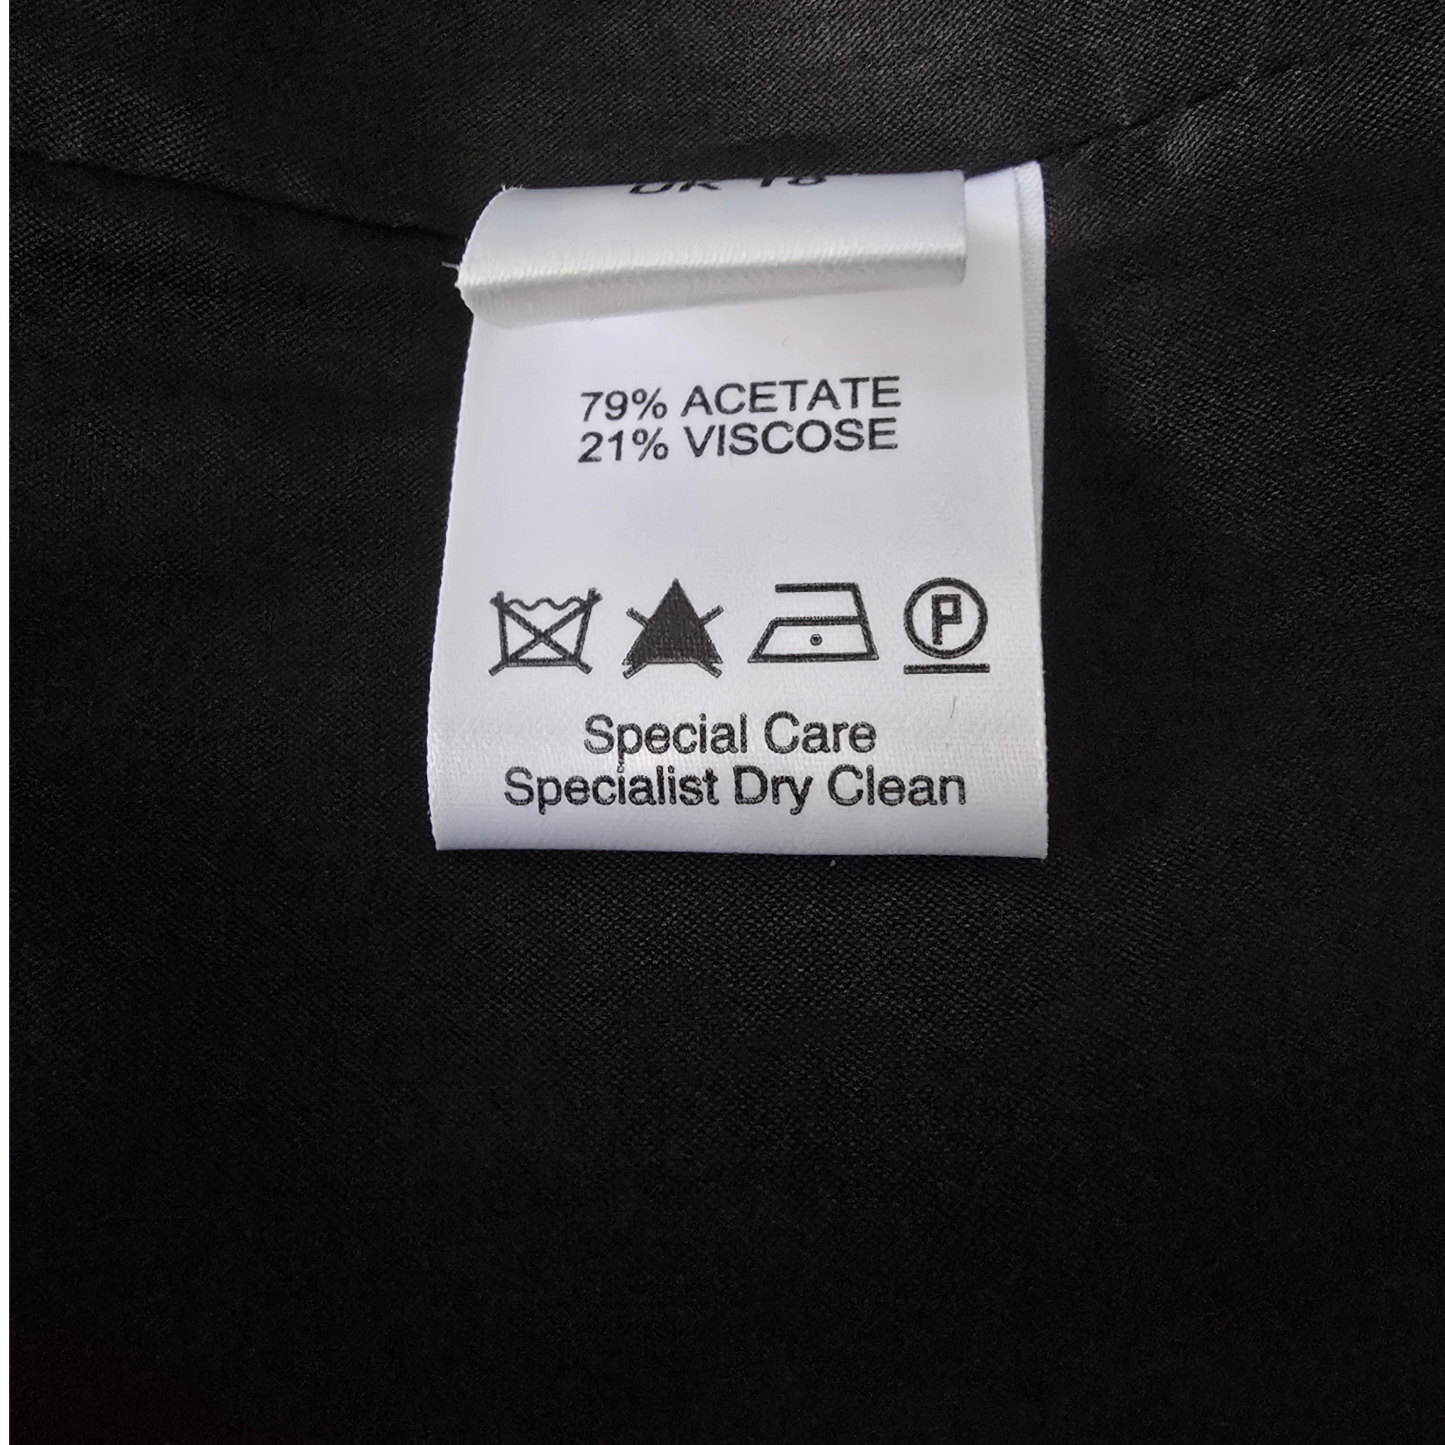 79% ACETATE
21% VISCOSE
P
Special Care
Specialist Dry Clean